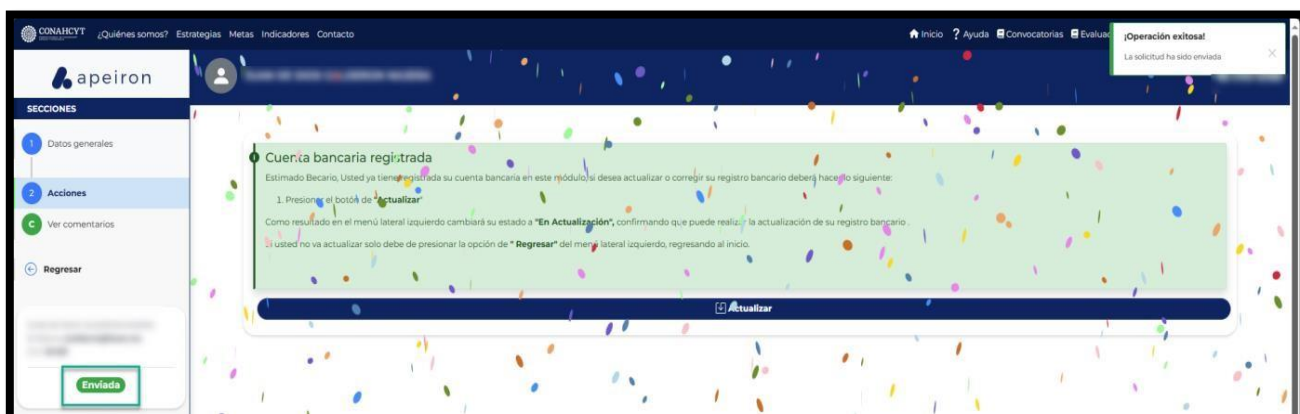 CONAHCYT ¿Quiénes somos? Estrategias Metas Indicadores Contacto
Inicio ? Ayuda Convocatorias
¡Operación exitosa!
La solicitud ha sido enviada
apeiron
SECCIONES
1 Datos generales
2 Acciones
C Ver comentarios
Regresar
Enviada
Cuenta bancaria registrada
Estimado Becario, Usted ya tiene registrada su cuenta bancaria en este módulo, si desea actualizar o corregir su registro bancario deberá hacer lo siguiente:
1. Presionar el botón de "Actualizar"
Como resultado en el menú lateral izquierdo cambiará su estado a "En Actualización", confirmando que puede realizar la actualización de su registro bancario .
Si usted no va actualizar solo debe de presionar la opción de " Regresar" del menú lateral izquierdo, regresando al inicio.
Actualizar